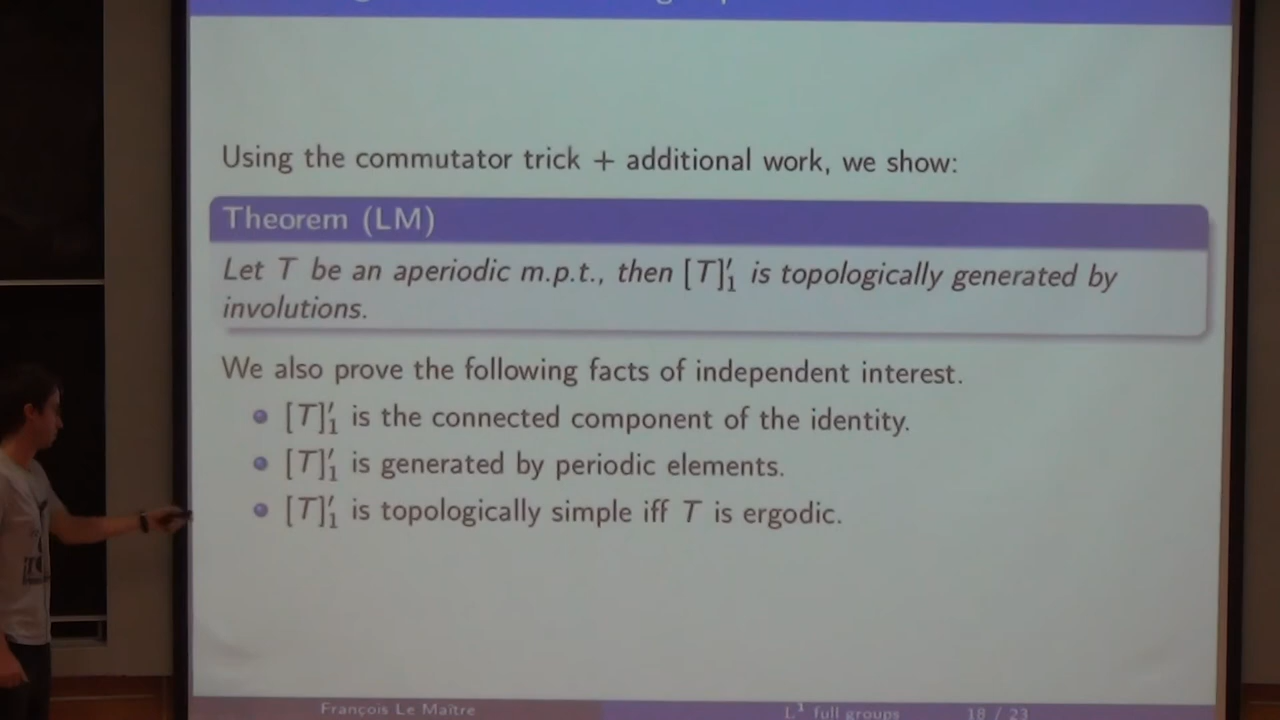 Using the commutator trick + additional work, we show:
Theorem (LM)
Let T be an aperiodic m.p.t., then [T]′₁ is topologically generated by
involutions.
We also prove the following facts of independent interest.
[T]′₁ is the connected component of the identity.
[T]′₁ is generated by periodic elements.
[T]′₁ is topologically simple iff T is ergodic.
François Le Maître L¹ full groups 18 / 23